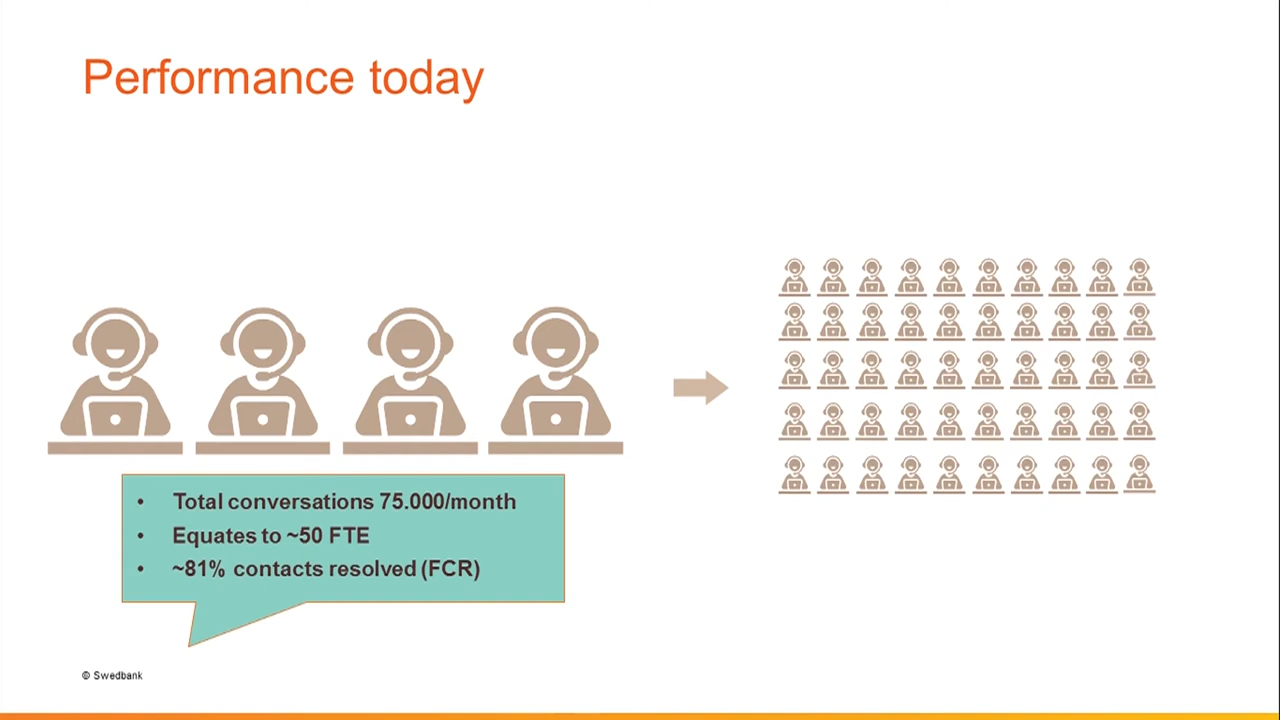 Performance today
• Total conversations 75.000/month
• Equates to ~50 FTE
• ~81% contacts resolved (FCR)
© Swedbank